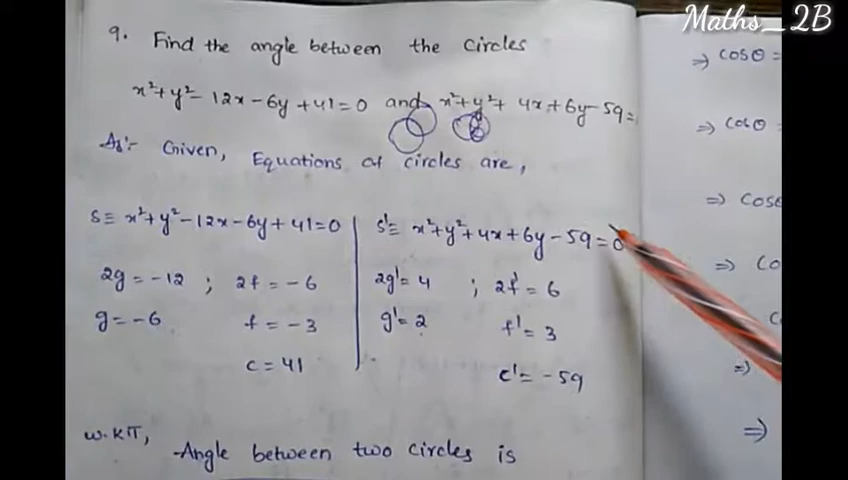 Maths_2B
9. Find the angle between the circles
x²+y²-12x-6y+41=0 and x²+y²+4x+6y-59=
As:- Given, Equations of circles are,
S≡ x²+y²-12x-6y+41=0
2g=-12 ; 2f=-6
g=-6 f=-3
c=41
S'≡ x²+y²+4x+6y-59=0
2g'=4 ; 2f'=6
g'=2 f'=3
c'=-59
W.K.T,
Angle between two circles is
⇒ cosθ=
⇒ cosθ=
⇒ cosθ
⇒ co
⇒
⇒